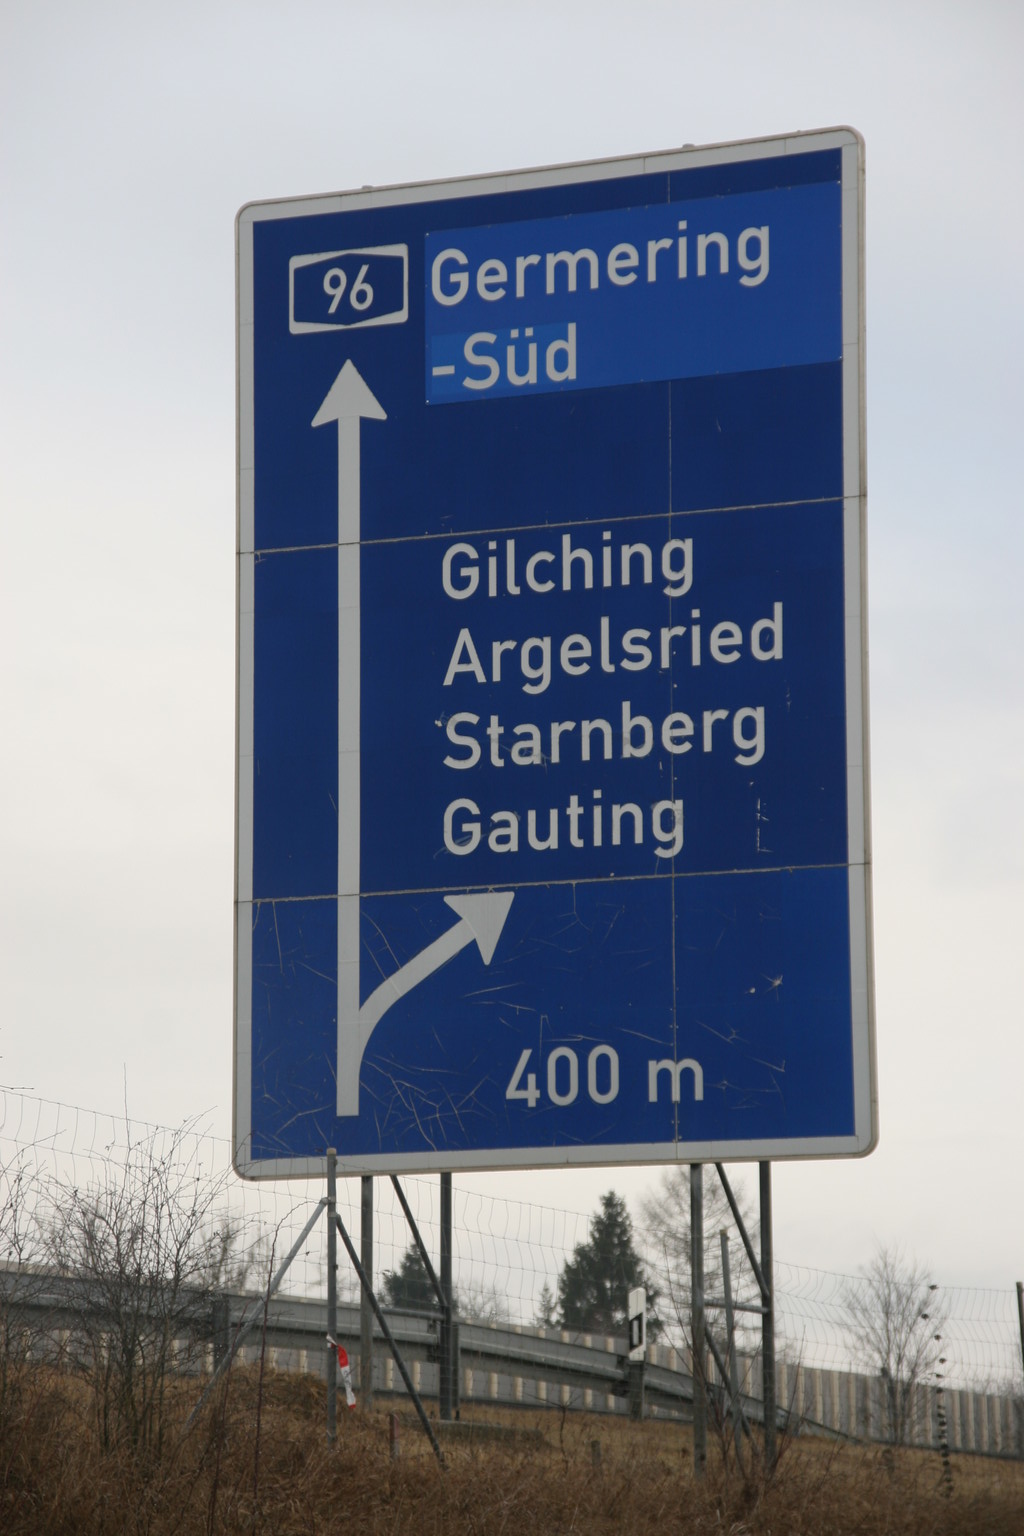 96
Germering
-Süd
Gilching
Argelsried
Starnberg
Gauting
400 m